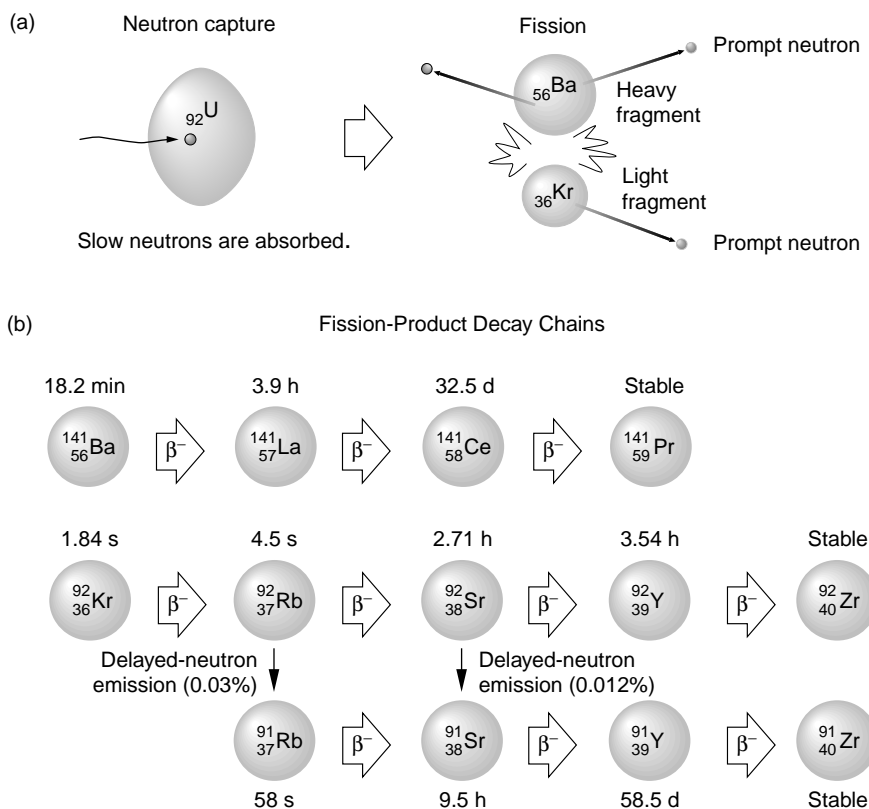 (a)
Neutron capture
Fission
Prompt neutron
92U
56Ba
Heavy
fragment
36Kr
Light
fragment
Slow neutrons are absorbed.
Prompt neutron
(b)
Fission-Product Decay Chains
18.2 min 3.9 h 32.5 d Stable
141 56Ba β− 141 57La β− 141 58Ce β− 141 59Pr
1.84 s 4.5 s 2.71 h 3.54 h Stable
92 36Kr β− 92 37Rb β− 92 38Sr β− 92 39Y β− 92 40Zr
Delayed-neutron
emission (0.03%)
Delayed-neutron
emission (0.012%)
91 37Rb β− 91 38Sr β− 91 39Y β− 91 40Zr
58 s 9.5 h 58.5 d Stable